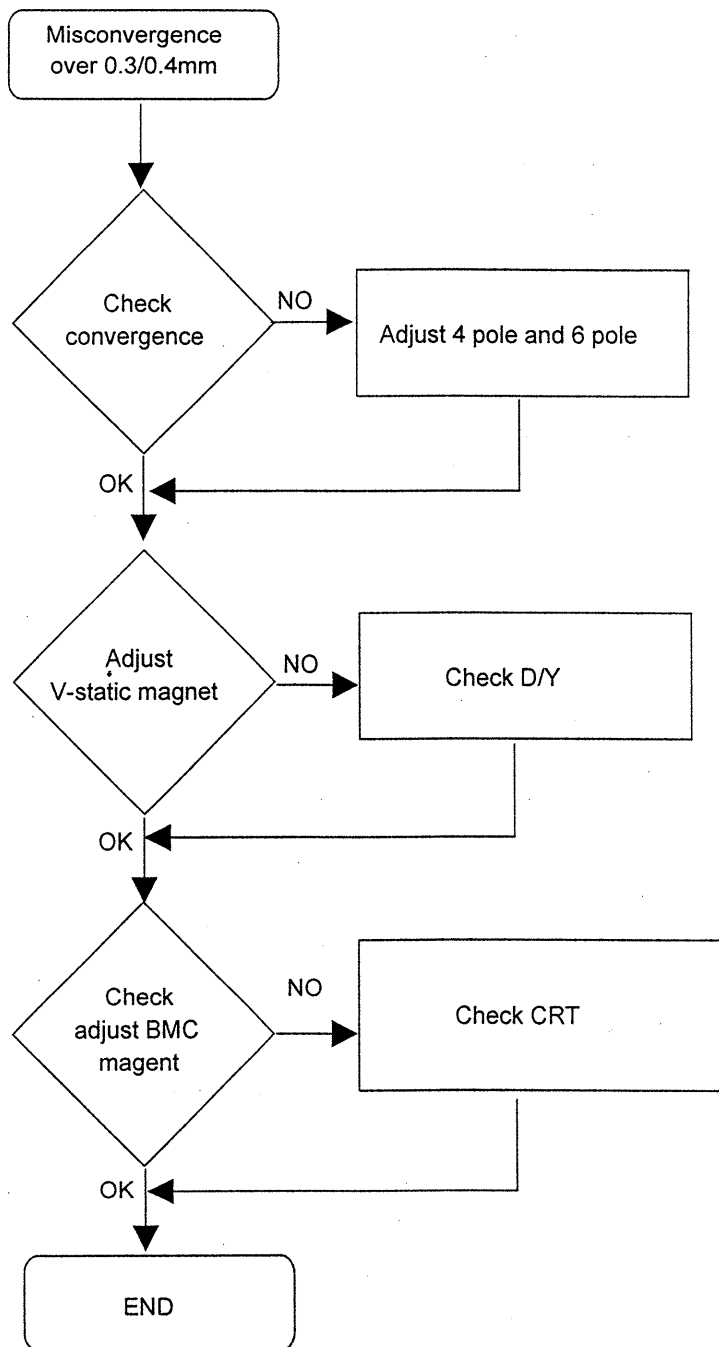 Misconvergence
over 0.3/0.4mm
Check
convergence
NO
Adjust 4 pole and 6 pole
OK
Adjust
V-static magnet
NO
Check D/Y
OK
Check
adjust BMC
magent
NO
Check CRT
OK
END